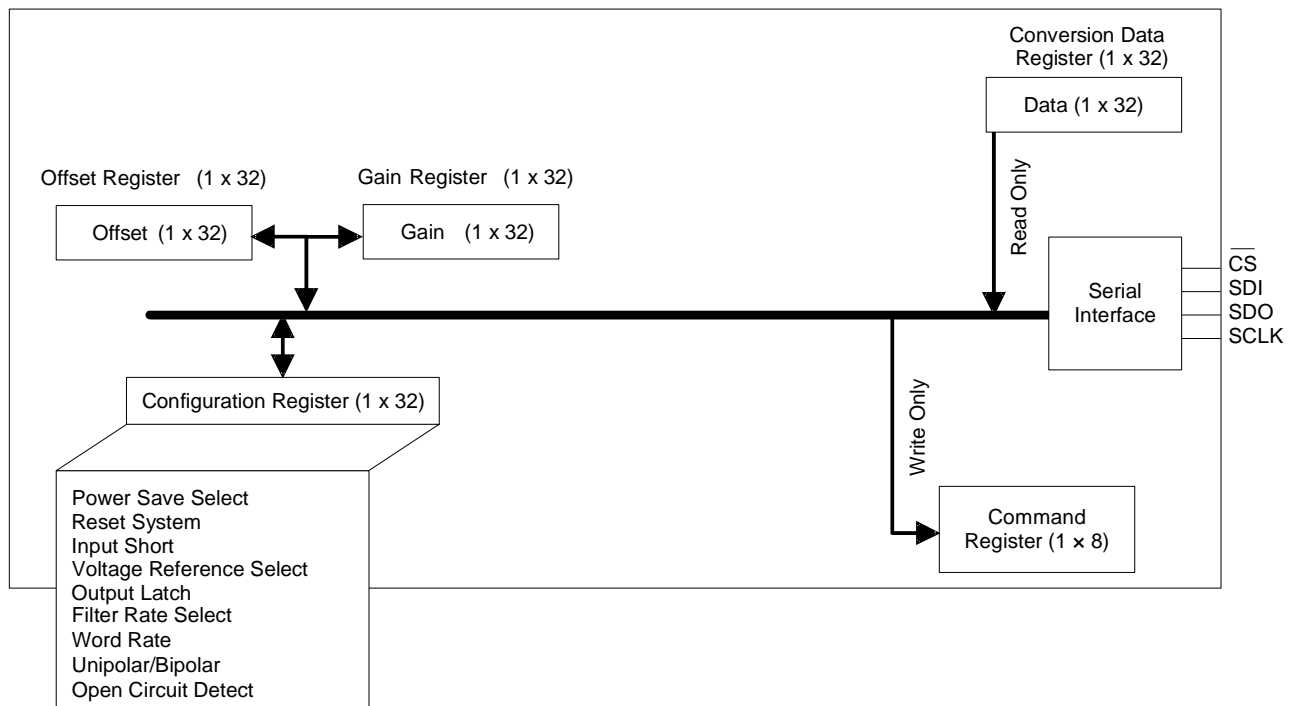 Conversion Data
Register (1 x 32)
Data (1 x 32)
Offset Register (1 x 32)
Gain Register (1 x 32)
Offset (1 x 32)
Gain (1 x 32)
Read Only
Serial
Interface
CS
SDI
SDO
SCLK
Configuration Register (1 x 32)
Write Only
Power Save Select
Reset System
Input Short
Voltage Reference Select
Output Latch
Filter Rate Select
Word Rate
Unipolar/Bipolar
Open Circuit Detect
Command
Register (1 × 8)